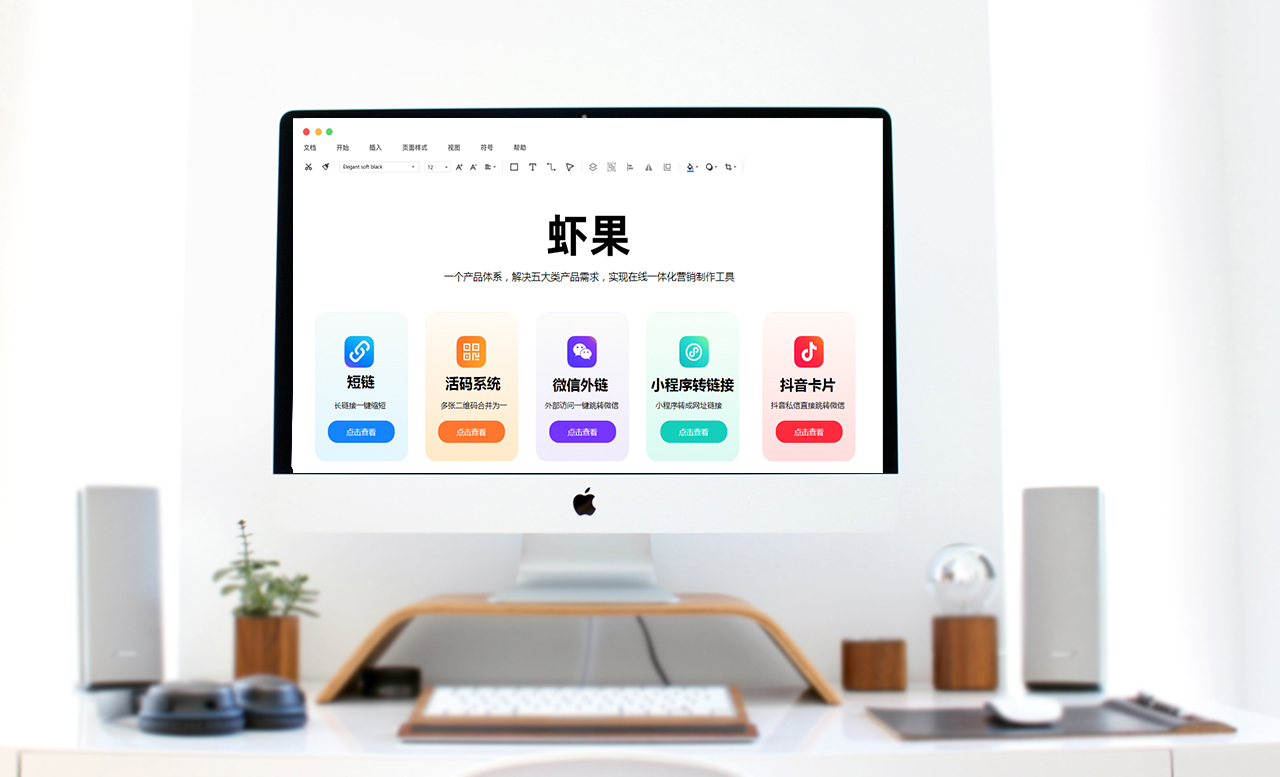 文档 开始 插入 页面样式 视图 符号 帮助
Elegant soft black 12 A A
虾果
一个产品体系，解决五大类产品需求，实现在线一体化营销制作工具
短链 活码系统 微信外链 小程序转链接 抖音卡片
长链接一键缩短 多张二维码合并为一 外部访问一键跳转微信 小程序转成网址链接 抖音私信直接跳转微信
点击查看 点击查看 点击查看 点击查看 点击查看